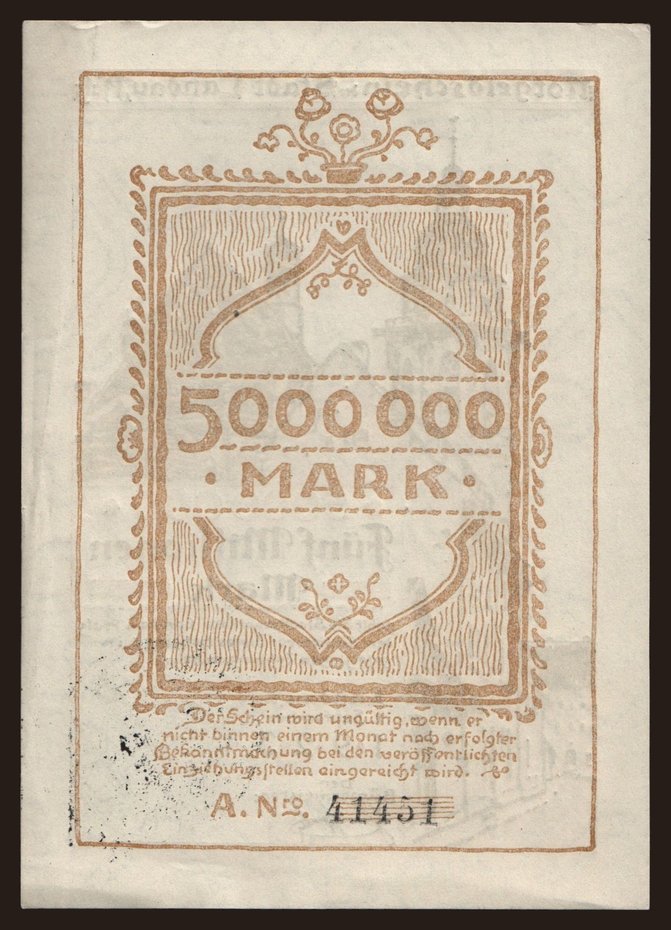 5000000
· MARK ·
Der Schein wird ungültig, wenn er
nicht binnen einem Monat nach erfolgter
Bekanntmachung bei den veröffentlichten
Einziehungsstellen eingereicht wird.
A. Nro. 41451